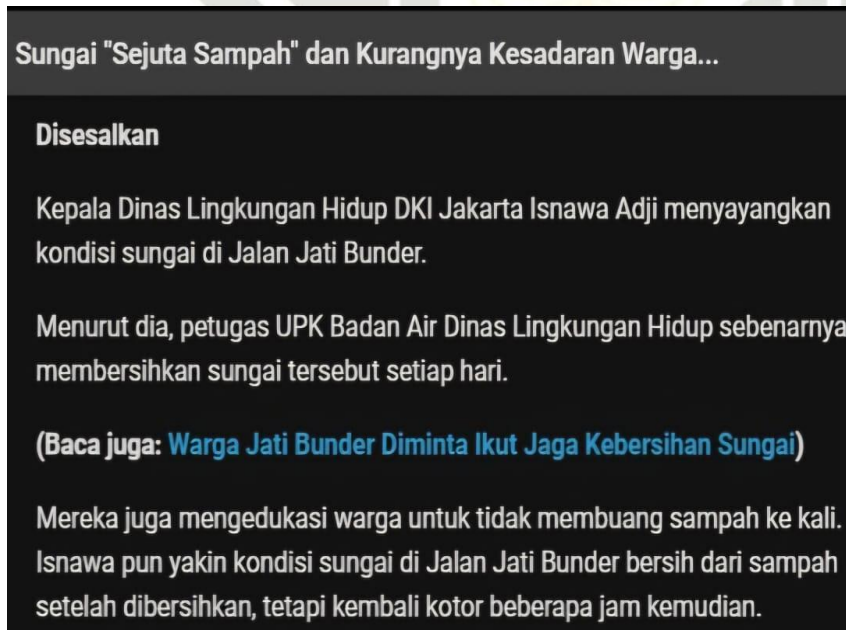 Sungai "Sejuta Sampah" dan Kurangnya Kesadaran Warga...
Disesalkan
Kepala Dinas Lingkungan Hidup DKI Jakarta Isnawa Adji menyayangkan
kondisi sungai di Jalan Jati Bunder.
Menurut dia, petugas UPK Badan Air Dinas Lingkungan Hidup sebenarnya
membersihkan sungai tersebut setiap hari.
(Baca juga: Warga Jati Bunder Diminta Ikut Jaga Kebersihan Sungai)
Mereka juga mengedukasi warga untuk tidak membuang sampah ke kali.
Isnawa pun yakin kondisi sungai di Jalan Jati Bunder bersih dari sampah
setelah dibersihkan, tetapi kembali kotor beberapa jam kemudian.